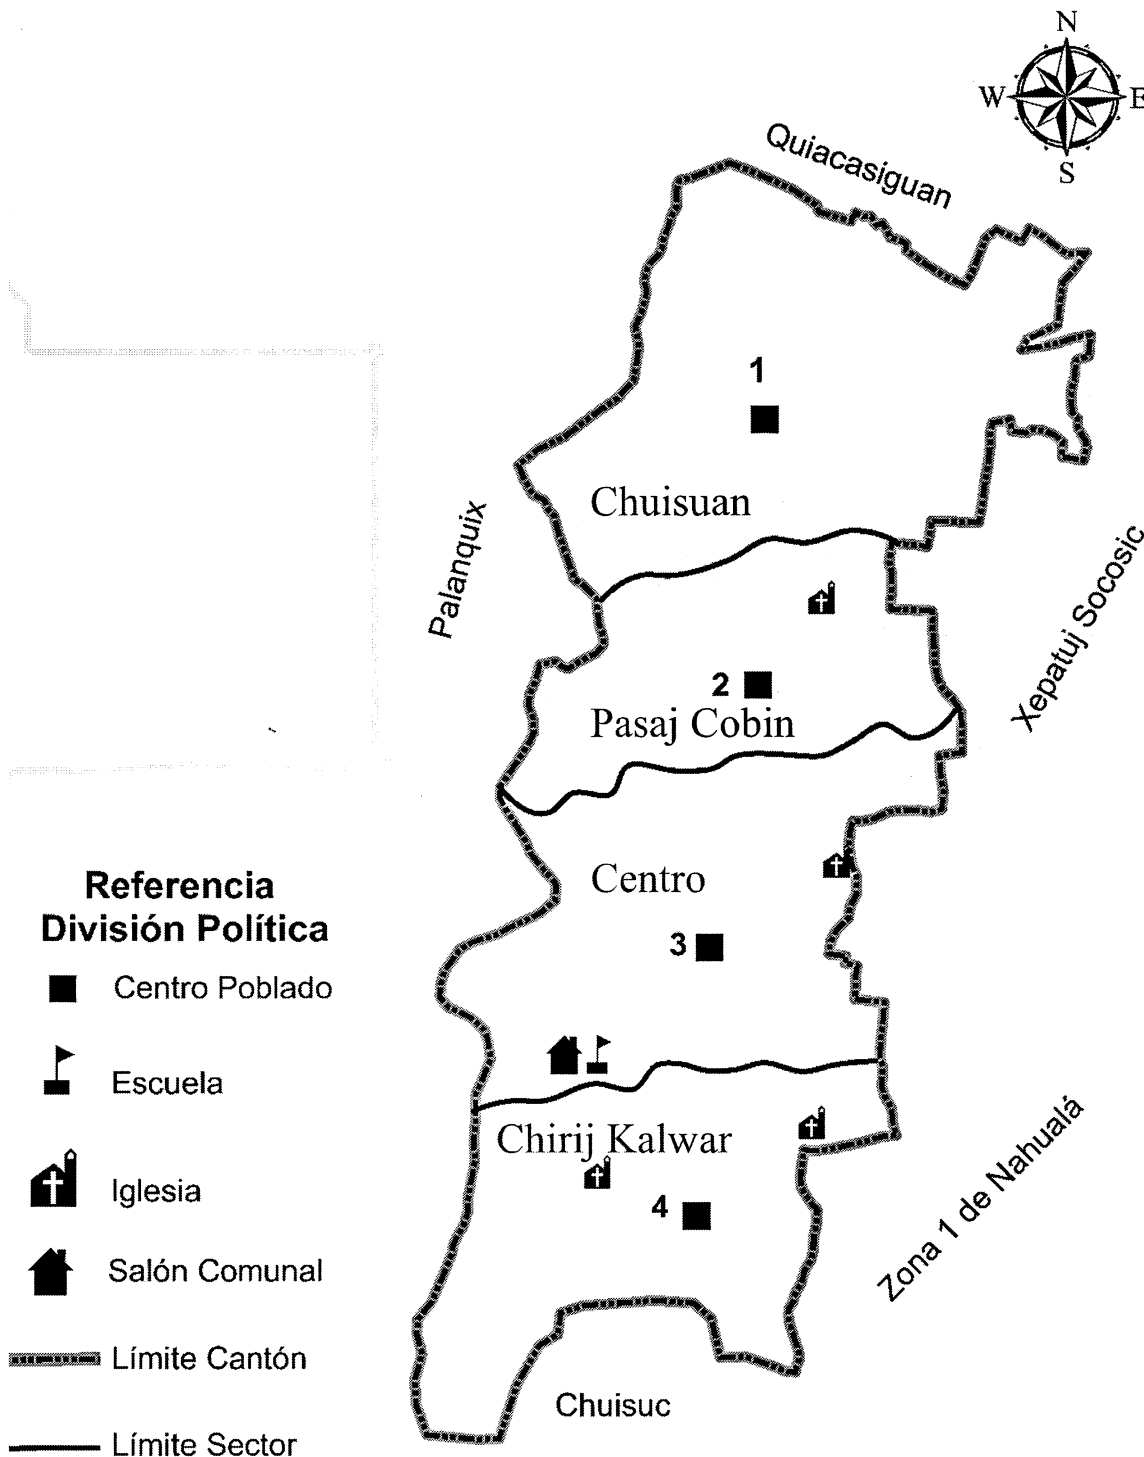 N
W
E
S
Quiacasiguan
1
Chuisuan
Palanquix
Xepatuj Socosic
2
Pasaj Cobin
Centro
3
Referencia
División Política
Centro Poblado
Escuela
Iglesia
Salón Comunal
Límite Cantón
Límite Sector
Chirij Kalwar
4
Zona 1 de Nahualá
Chuisuc